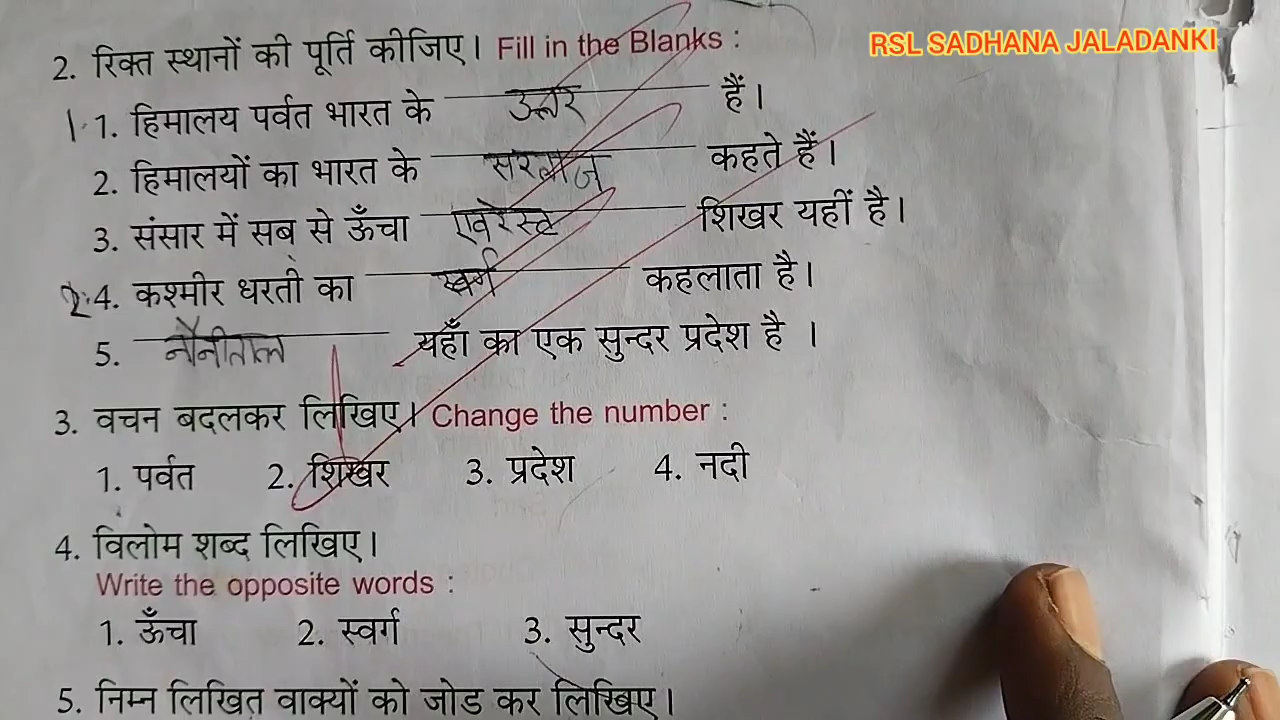 RSL SADHANA JALADANKI
2. रिक्त स्थानों की पूर्ति कीजिए। Fill in the Blanks :
1. 1. हिमालय पर्वत भारत के उत्तर हैं।
2. हिमालयों का भारत के सरताज कहते हैं।
3. संसार में सब से ऊँचा एवरेस्ट शिखर यहीं है।
2. 4. कश्मीर धरती का स्वर्ग कहलाता है।
5. नैनीताल यहाँ का एक सुन्दर प्रदेश है ।
3. वचन बदलकर लिखिए। Change the number :
1. पर्वत 2. शिखर 3. प्रदेश 4. नदी
4. विलोम शब्द लिखिए।
Write the opposite words :
1. ऊँचा 2. स्वर्ग 3. सुन्दर
5. निम्न लिखित वाक्यों को जोड कर लिखिए।